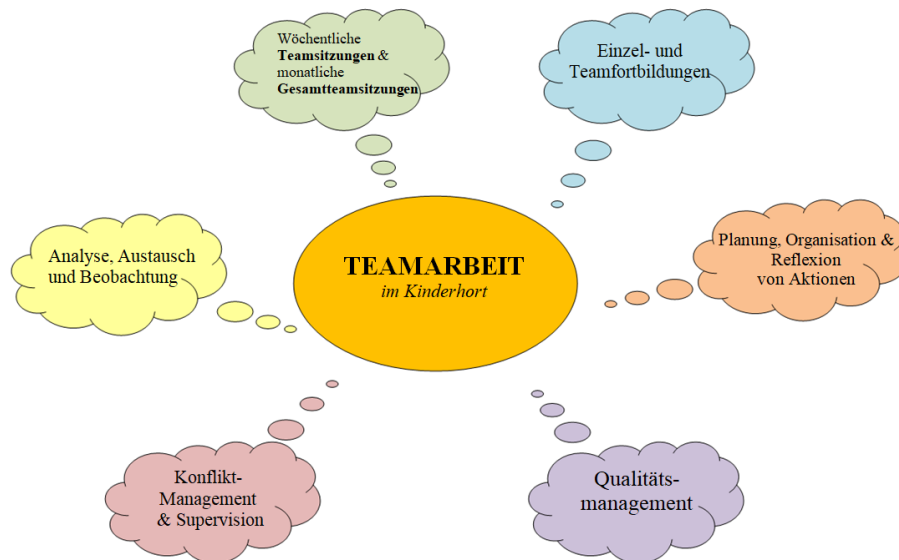 Wöchentliche
Teamsitzungen &
monatliche
Gesamtteamsitzungen
Einzel- und
Teamfortbildungen
Analyse, Austausch
und Beobachtung
TEAMARBEIT
im Kinderhort
Planung, Organisation &
Reflexion
von Aktionen
Konflikt-
Management
& Supervision
Qualitäts-
management